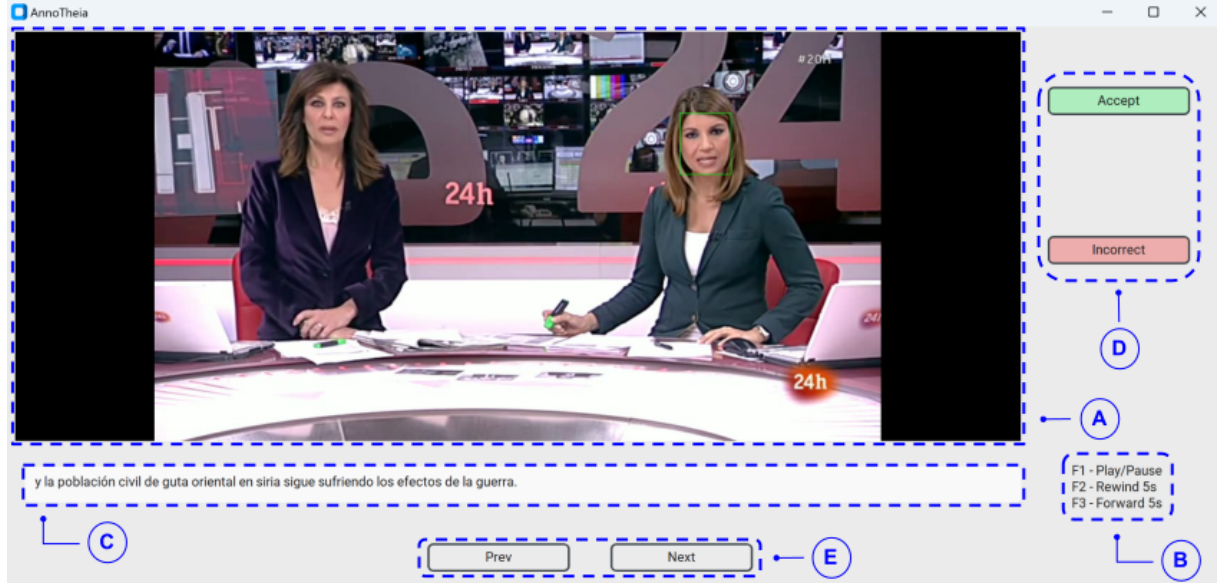 AnnoTheia
#20H
24
24h
24h
24h
Accept
Incorrect
D
A
y la población civil de guta oriental en siria sigue sufriendo los efectos de la guerra.
F1 - Play/Pause
F2 - Rewind 5s
F3 - Forward 5s
C
Prev
Next
E
B